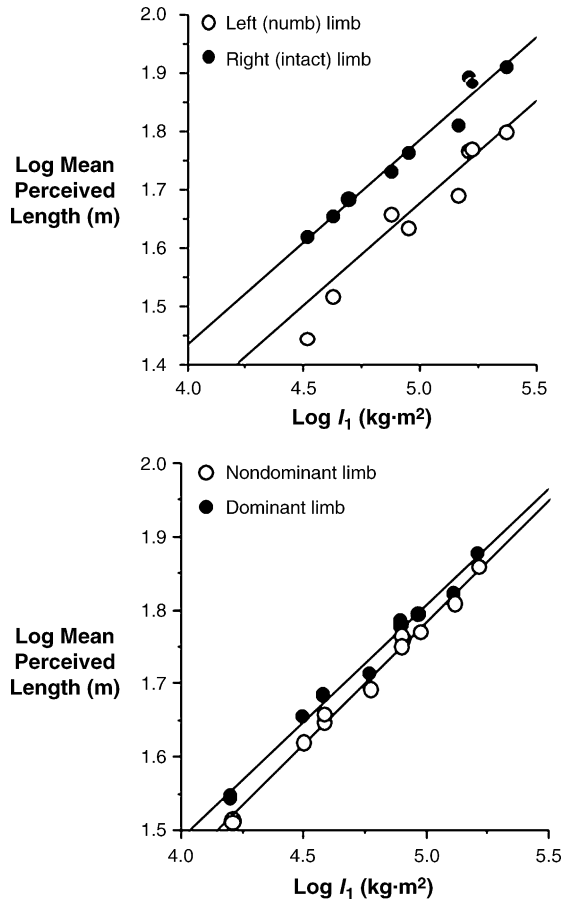 2.0
Left (numb) limb
1.9
Right (intact) limb
1.8
Log Mean
Perceived
Length (m)
1.7
1.6
1.5
1.4
4.0 4.5 5.0 5.5
Log I₁ (kg·m²)
2.0
Nondominant limb
Dominant limb
1.9
1.8
Log Mean
Perceived
Length (m)
1.7
1.6
1.5
4.0 4.5 5.0 5.5
Log I₁ (kg·m²)